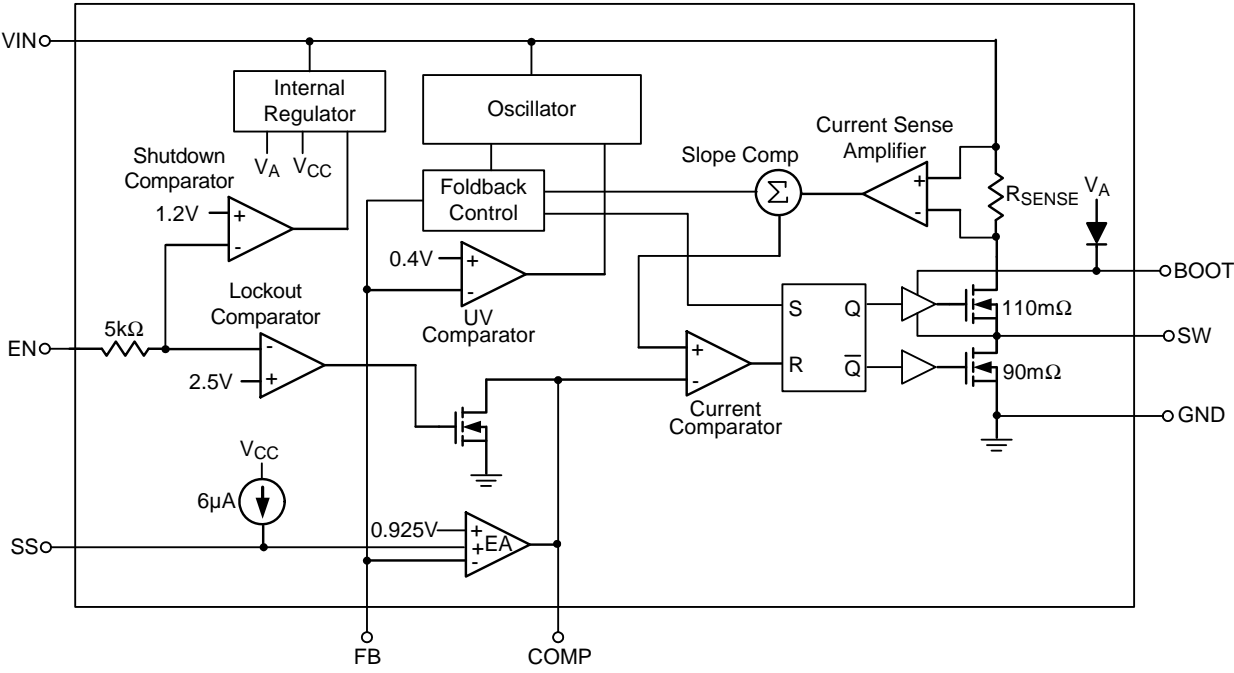 VIN
Internal
Regulator
Oscillator
VA
VCC
Shutdown
Comparator
1.2V
+
-
Foldback
Control
Slope Comp
Σ
Current Sense
Amplifier
+
-
RSENSE
VA
BOOT
0.4V
+
-
UV
Comparator
Lockout
Comparator
5kΩ
EN
-
+
2.5V
S
Q
R
Q̅
110mΩ
SW
90mΩ
GND
+
-
Current
Comparator
VCC
6µA
SS
0.925V
+
+
-
EA
FB
COMP